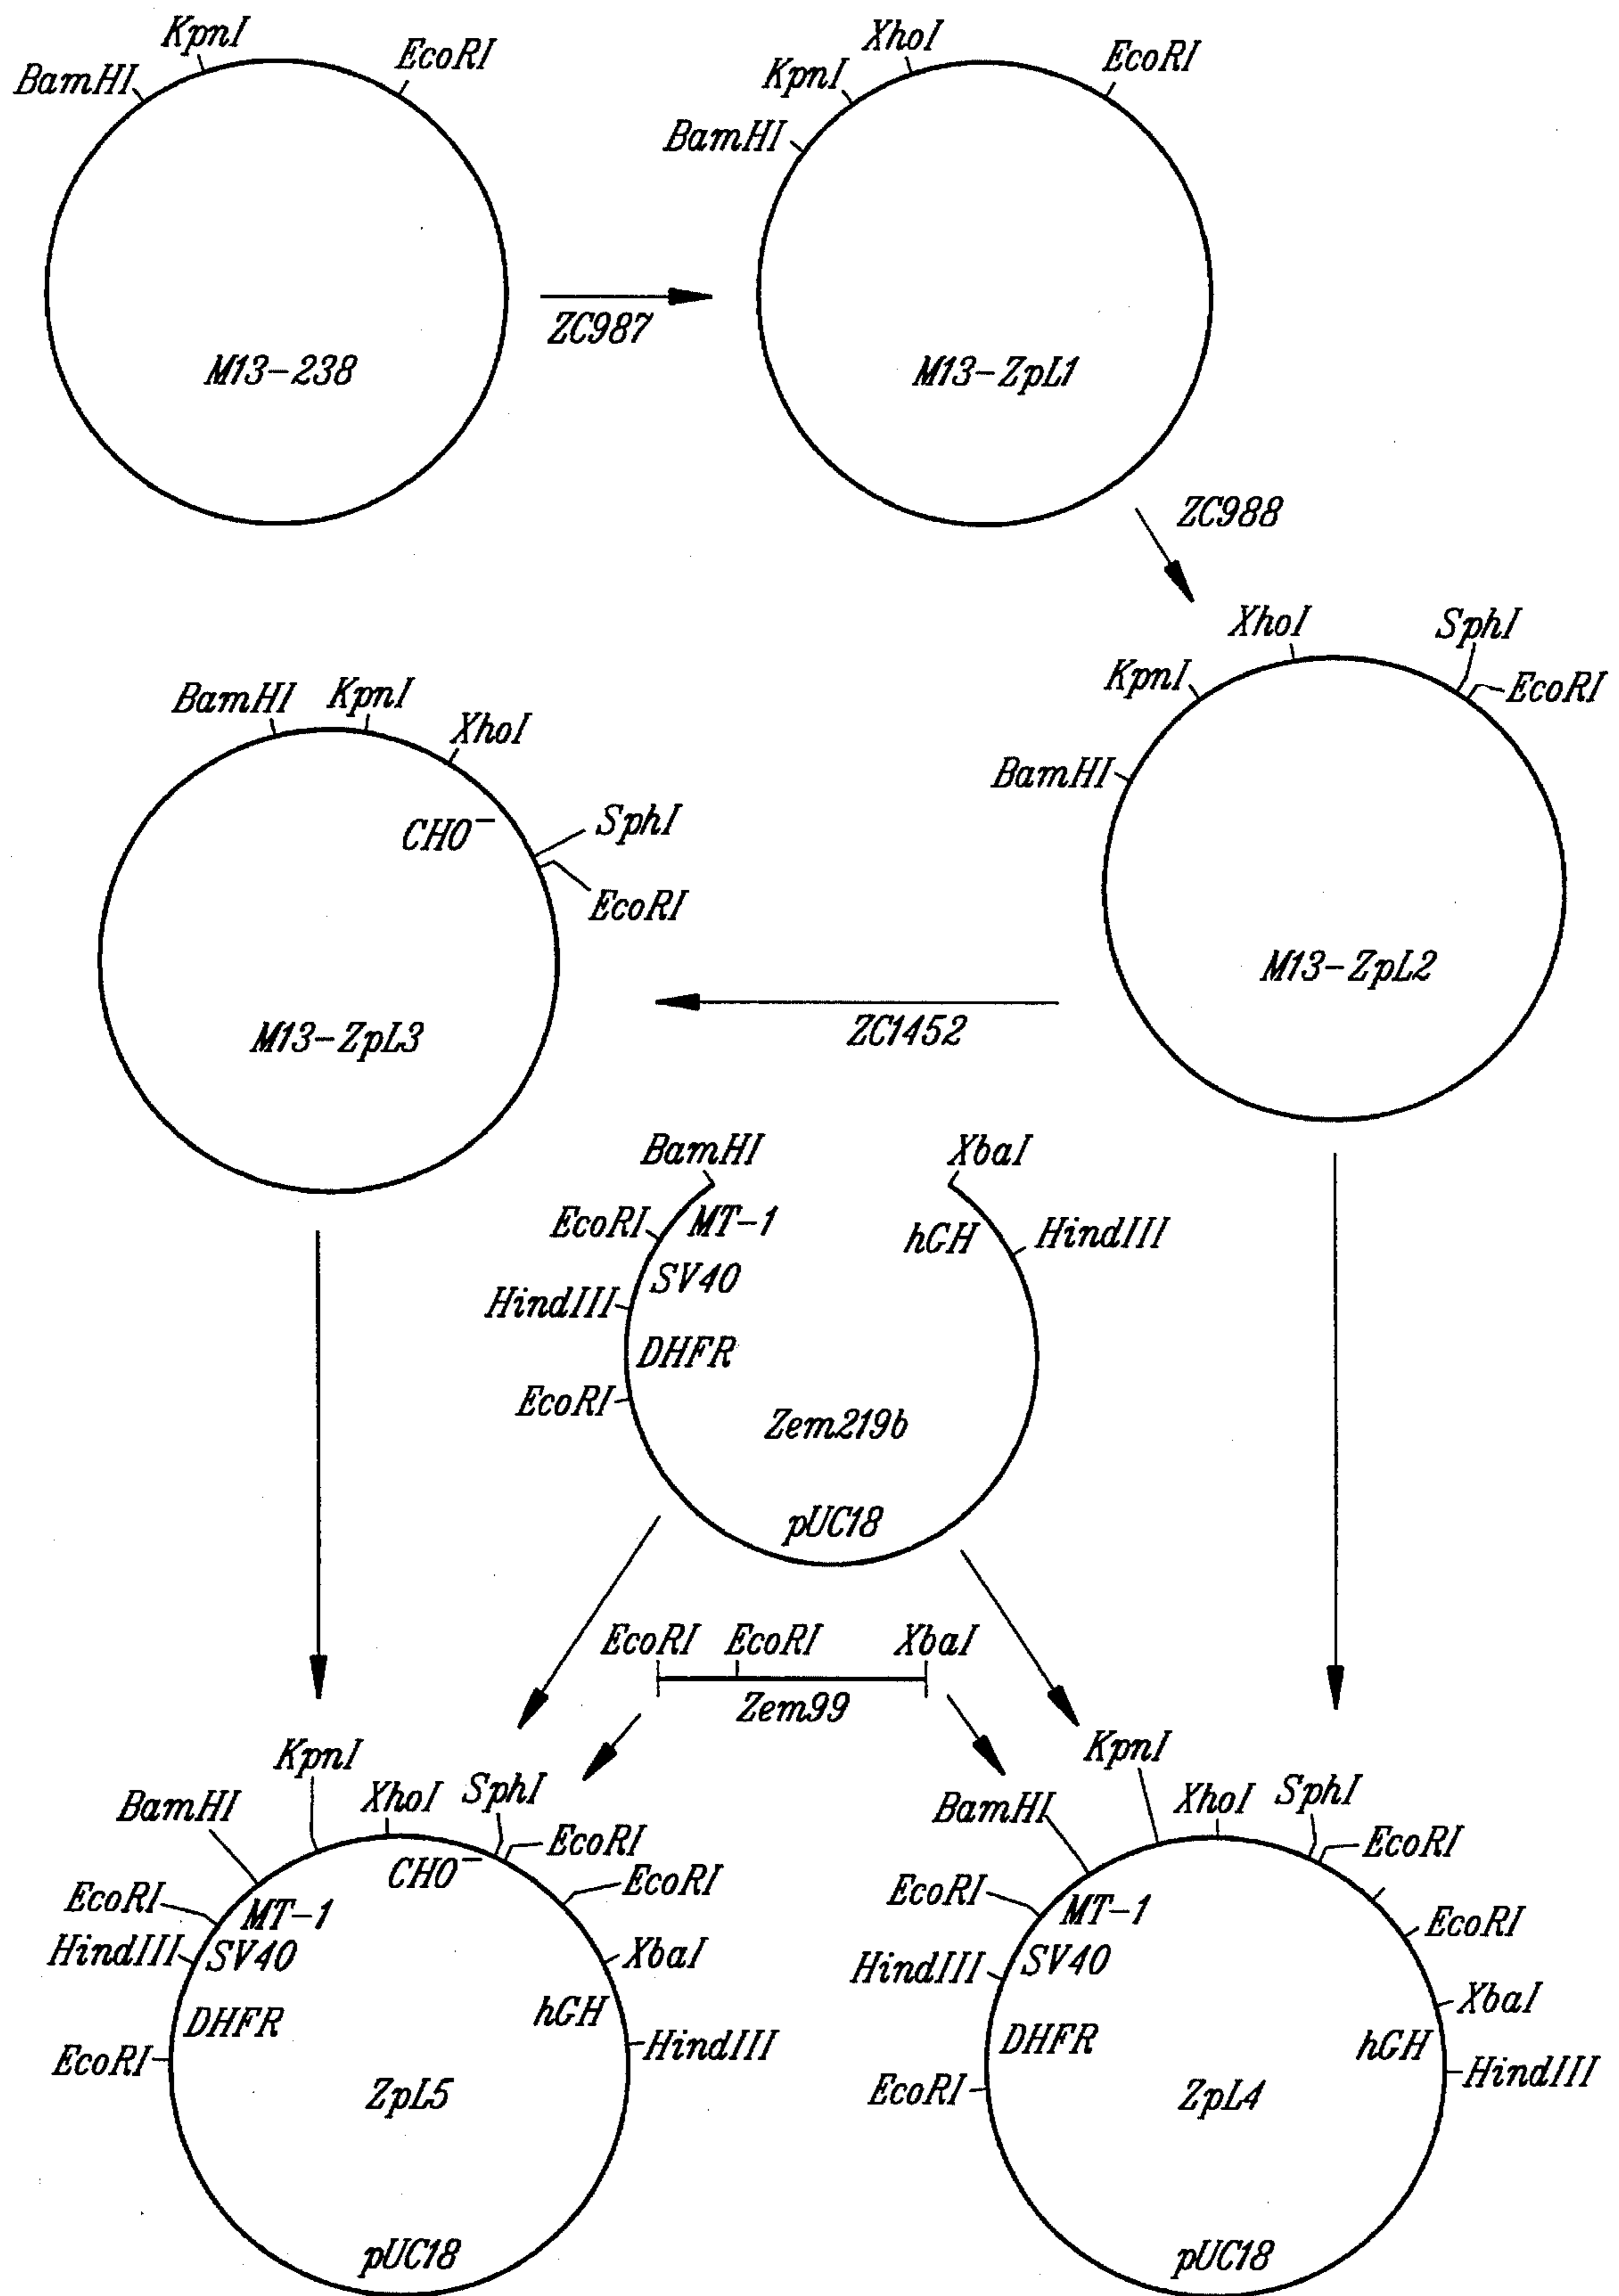 KpnI
BamHI
EcoRI
M13-238
ZC987
XhoI
KpnI
EcoRI
BamHI
M13-ZpL1
ZC988
XhoI
SphI
KpnI
EcoRI
BamHI
M13-ZpL2
BamHI
KpnI
XhoI
CHO⁻
SphI
EcoRI
M13-ZpL3
ZC1452
BamHI
XbaI
EcoRI
MT-1
hGH
HindIII
SV40
HindIII
DHFR
EcoRI
Zem219b
pUC18
EcoRI
EcoRI
XbaI
Zem99
KpnI
XhoI
SphI
BamHI
EcoRI
CHO⁻
EcoRI
EcoRI
MT-1
HindIII
SV40
XbaI
DHFR
hGH
EcoRI
HindIII
ZpL5
pUC18
KpnI
XhoI
SphI
BamHI
EcoRI
EcoRI
MT-1
EcoRI
HindIII
SV40
XbaI
DHFR
hGH
EcoRI
HindIII
ZpL4
pUC18